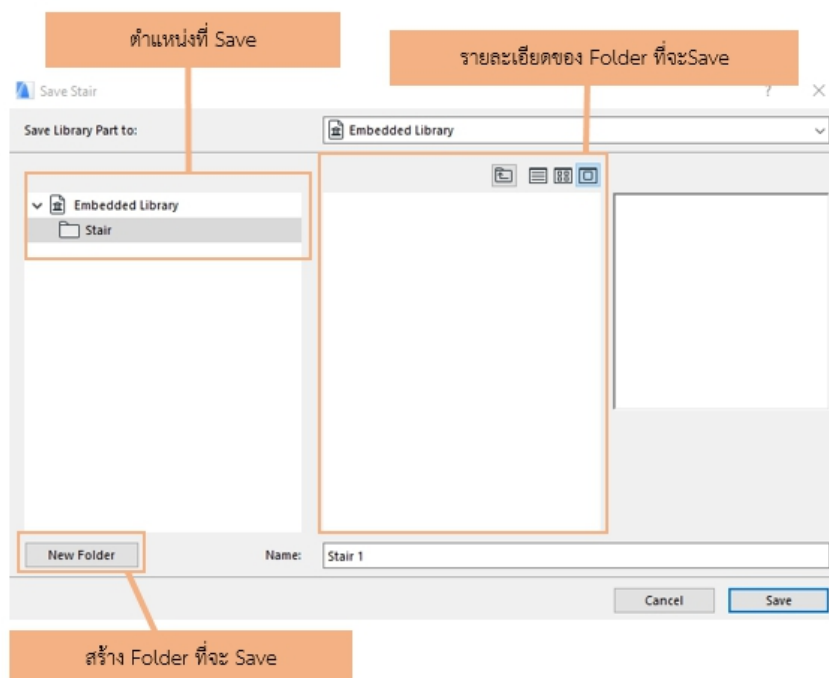 ตำแหน่งที่ Save
รายละเอียดของ Folder ที่จะSave
Save Stair
?
Save Library Part to:
Embedded Library
Embedded Library
Stair
New Folder
Name:
Stair 1
Cancel
Save
สร้าง Folder ที่จะ Save